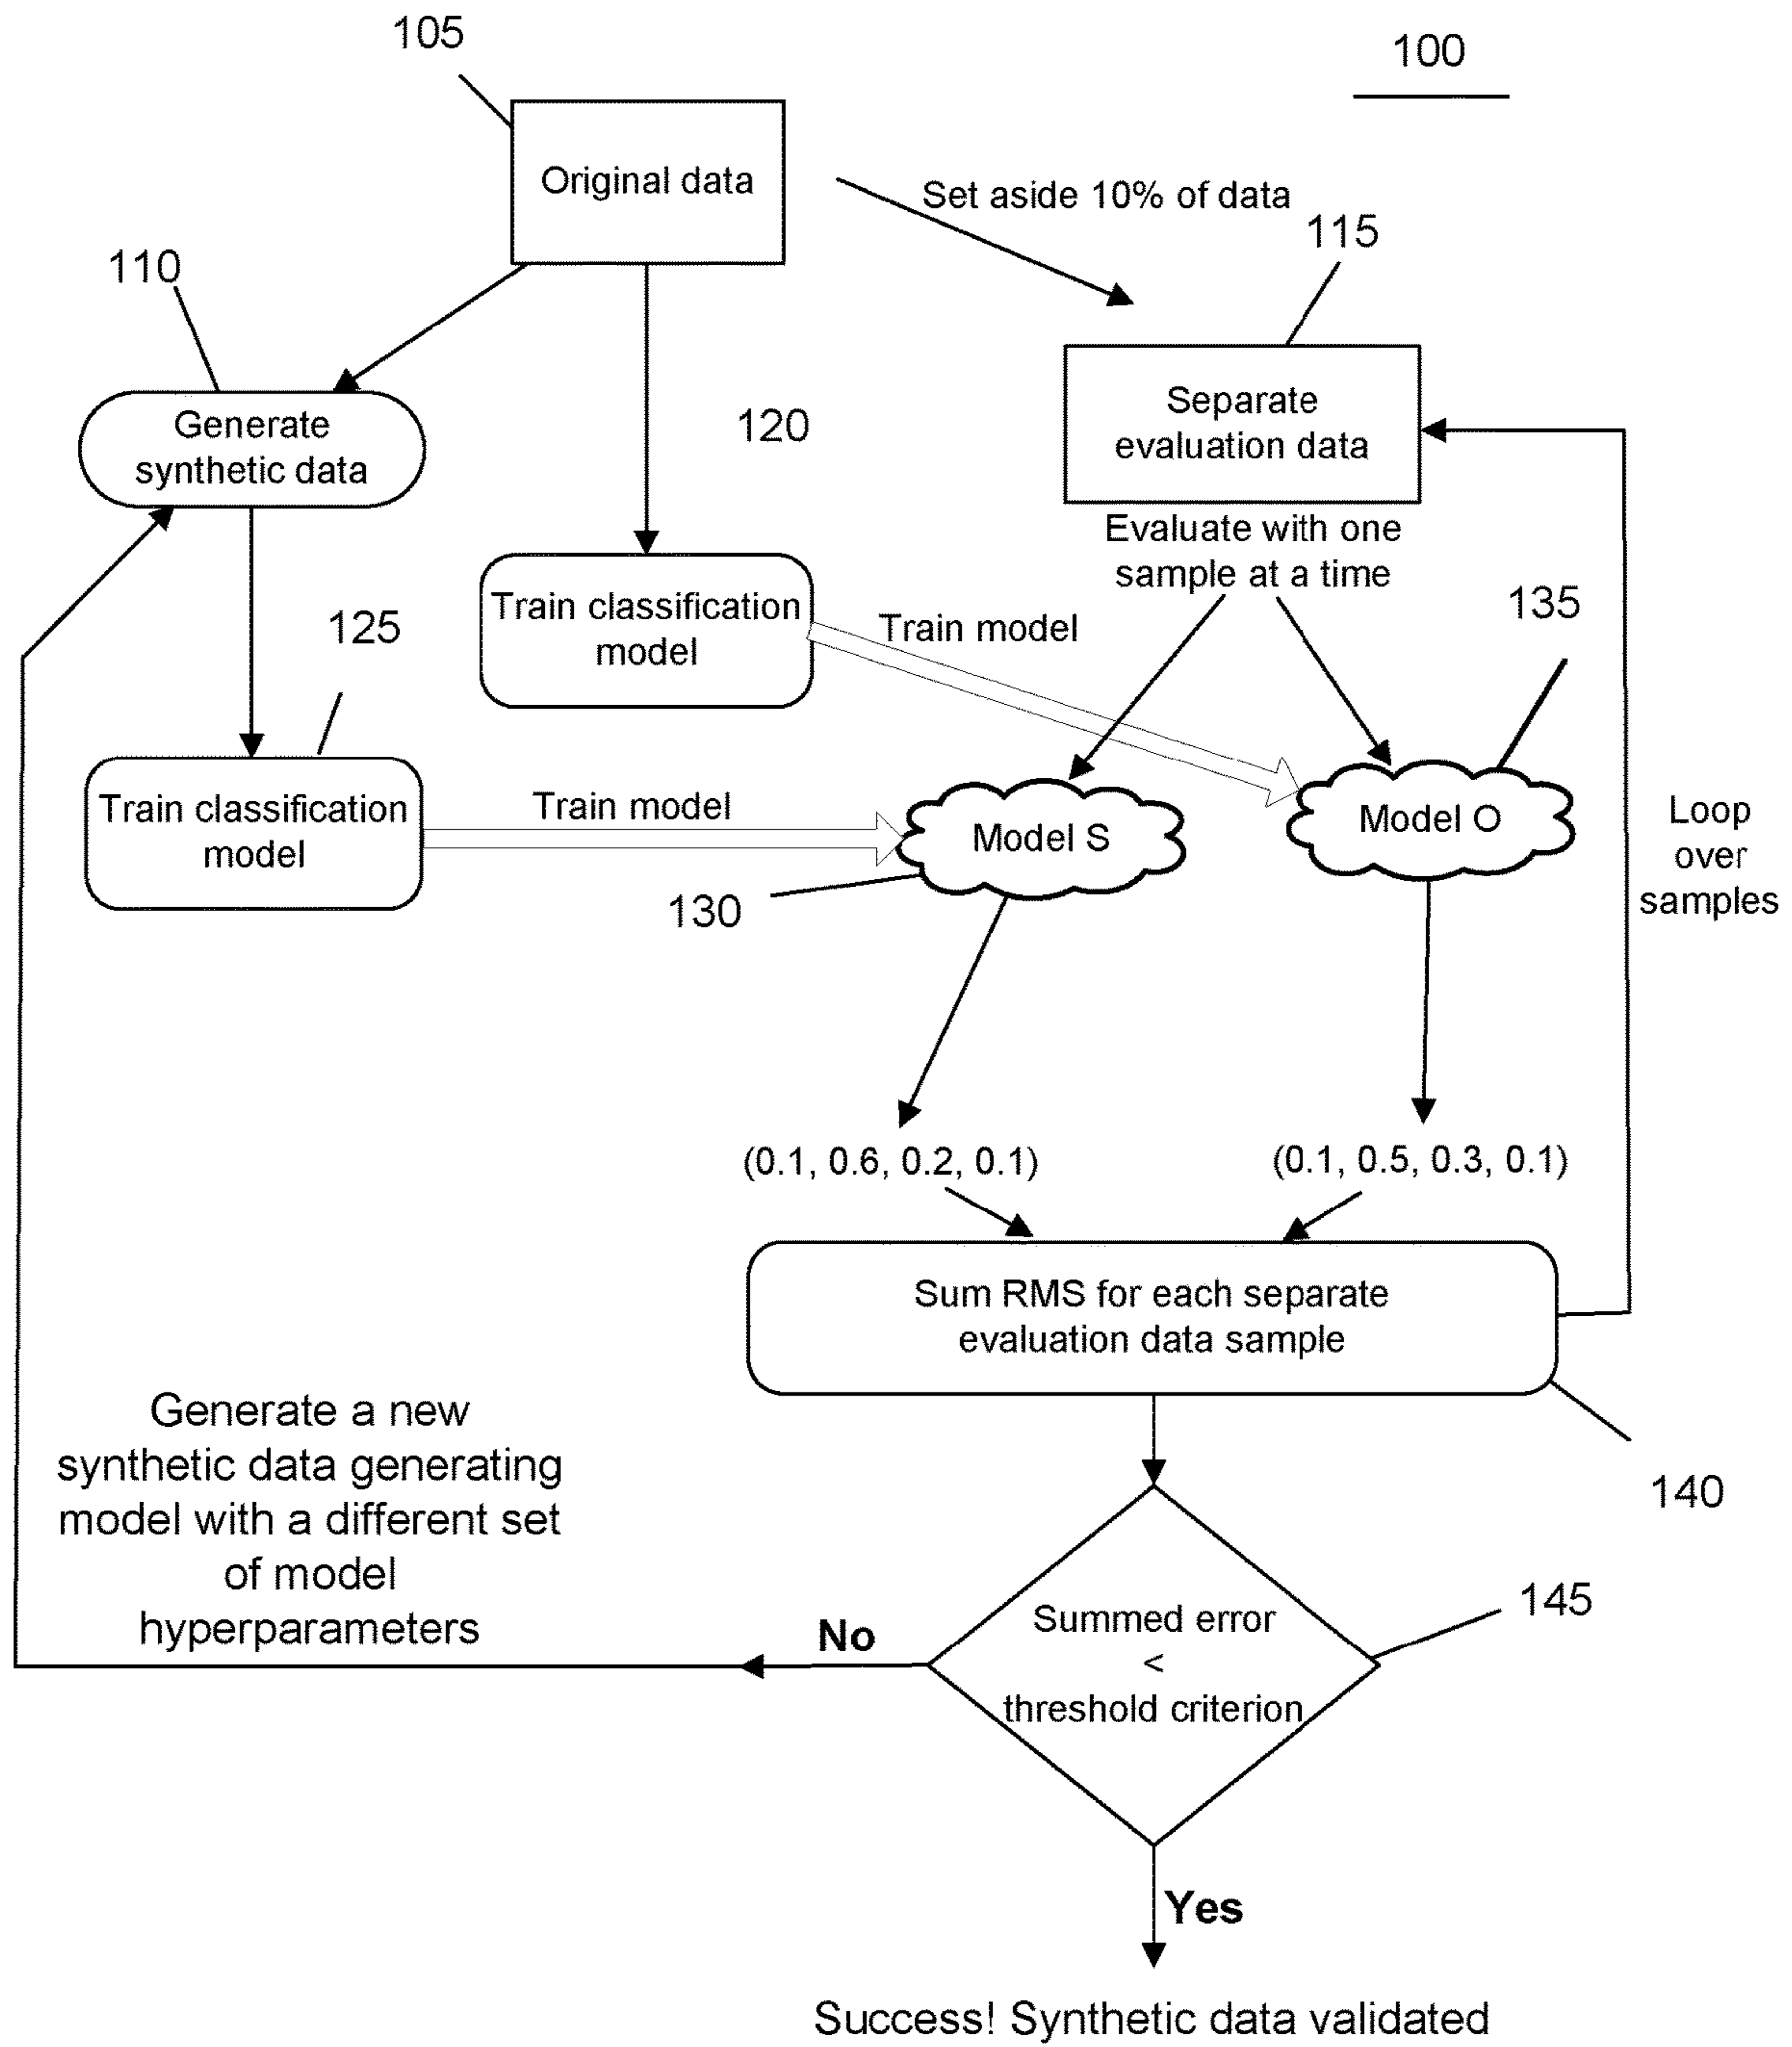 105
100
Original data
Set aside 10% of data
115
110
Generate
synthetic data
120
Separate
evaluation data
Evaluate with one
sample at a time
135
Train classification
model
Train model
125
Train classification
model
Train model
Model S
Model O
130
Loop
over
samples
(0.1, 0.6, 0.2, 0.1)
(0.1, 0.5, 0.3, 0.1)
Sum RMS for each separate
evaluation data sample
140
Generate a new
synthetic data generating
model with a different set
of model
hyperparameters
No
Summed error
<
threshold criterion
145
Yes
Success! Synthetic data validated